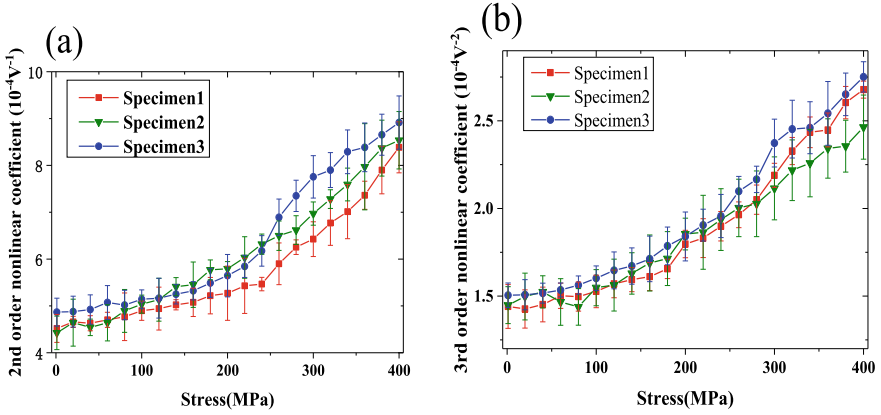 (a)
2nd order nonlinear coefficient (10⁻⁴V⁻¹)
10
8
6
4
Specimen1
Specimen2
Specimen3
0 100 200 300 400
Stress(MPa)
(b)
3rd order nonlinear coefficient (10⁻⁴V⁻²)
2.5
2.0
1.5
1.0
Specimen1
Specimen2
Specimen3
0 100 200 300 400
Stress(MPa)